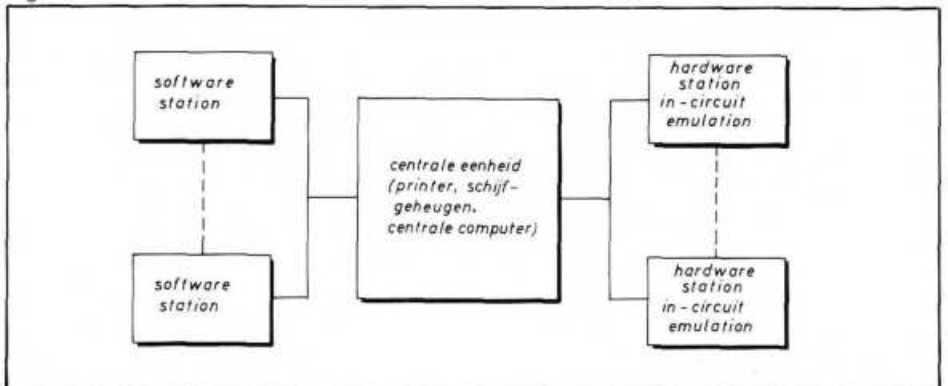 software
station
software
station
centrale eenheid
(printer, schijf-
geheugen,
centrale computer)
hardware
station
in-circuit
emulation
hardware
station
in-circuit
emulation